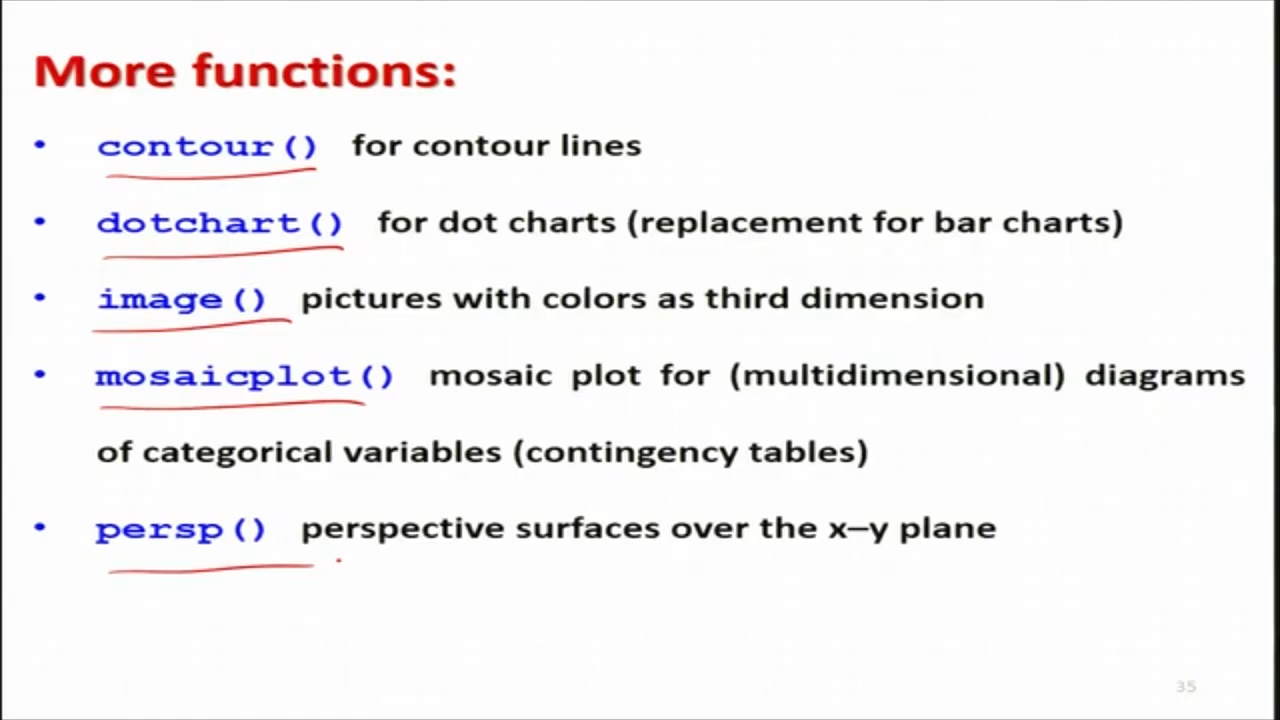 More functions:
• contour() for contour lines
• dotchart() for dot charts (replacement for bar charts)
• image() pictures with colors as third dimension
• mosaicplot() mosaic plot for (multidimensional) diagrams
of categorical variables (contingency tables)
• persp() perspective surfaces over the x–y plane
35